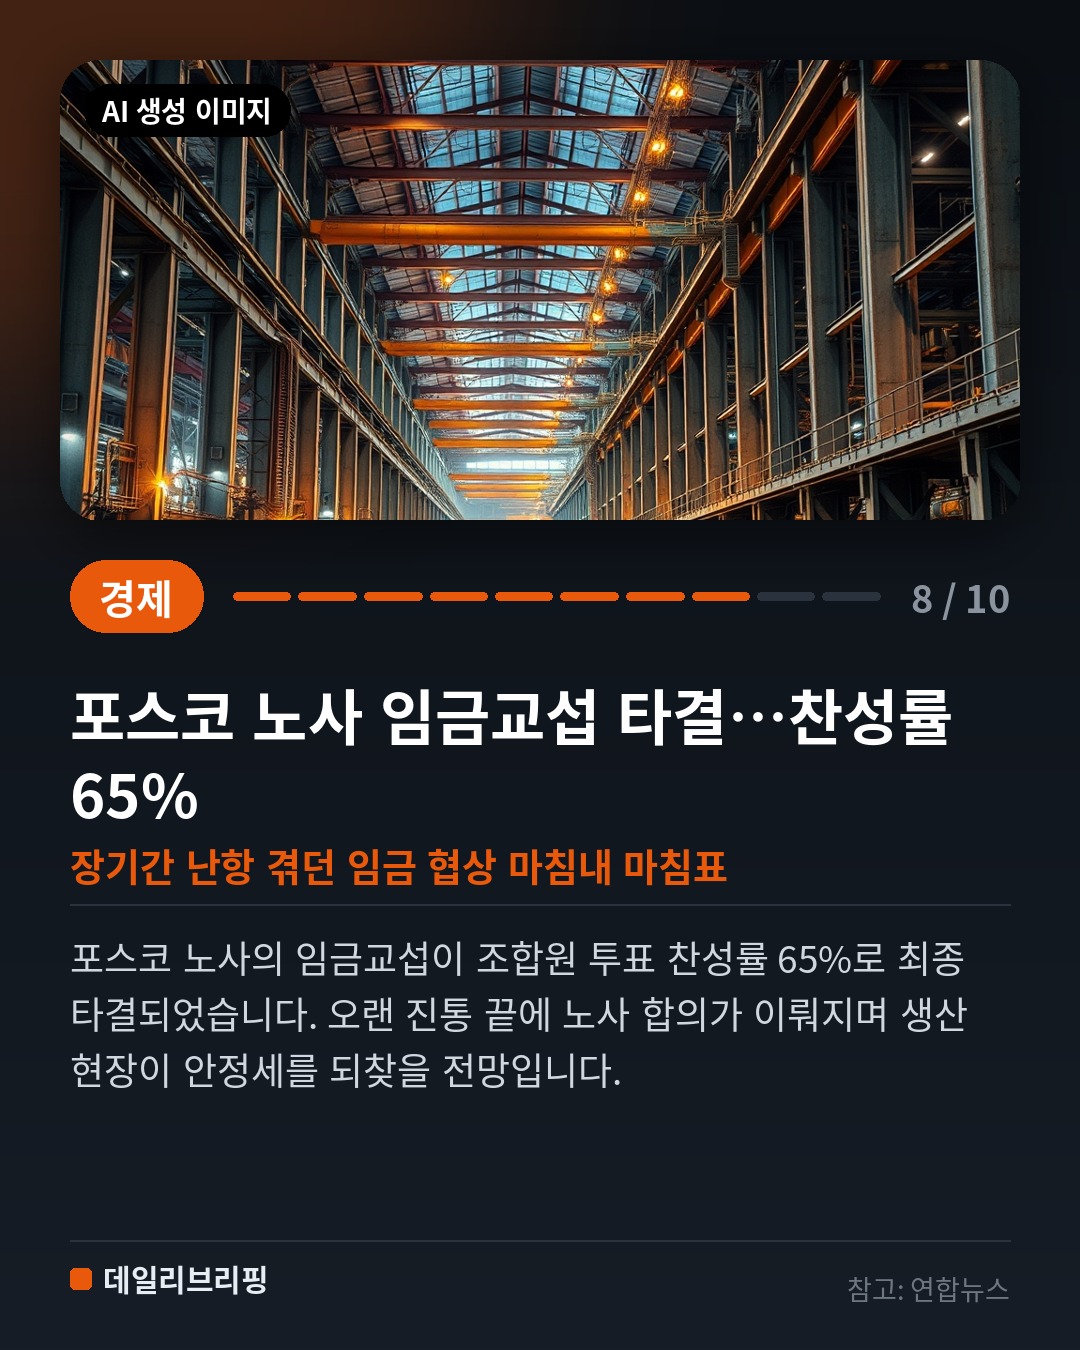 AI 생성 이미지
경제
8 / 10
포스코 노사 임금교섭 타결…찬성률
65%
장기간 난항 겪던 임금 협상 마침내 마침표
포스코 노사의 임금교섭이 조합원 투표 찬성률 65%로 최종
타결되었습니다. 오랜 진통 끝에 노사 합의가 이뤄지며 생산
현장이 안정세를 되찾을 전망입니다.
데일리브리핑
참고: 연합뉴스